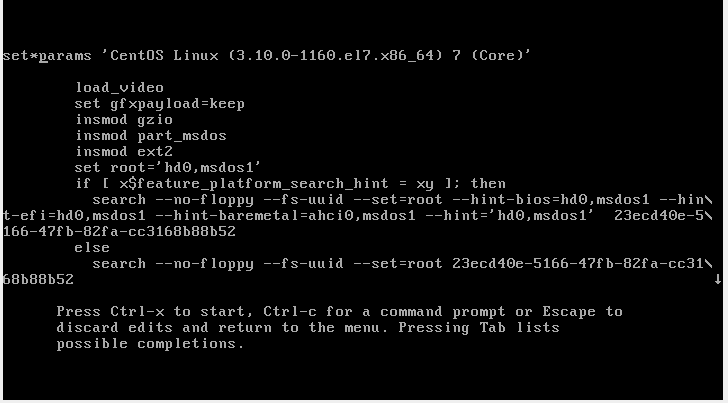 set*params 'CentOS Linux (3.10.0-1160.el7.x86_64) 7 (Core)'
load_video
set gfxpayload=keep
insmod gzio
insmod part_msdos
insmod ext2
set root='hd0,msdos1'
if [ x$feature_platform_search_hint = xy ]; then
search --no-floppy --fs-uuid --set=root --hint-bios=hd0,msdos1 --hin\
t-efi=hd0,msdos1 --hint-baremetal=ahci0,msdos1 --hint='hd0,msdos1'  23ecd40e-5\
166-47fb-82fa-cc3168b88b52
else
search --no-floppy --fs-uuid --set=root 23ecd40e-5166-47fb-82fa-cc31\
68b88b52 ↓
Press Ctrl-x to start, Ctrl-c for a command prompt or Escape to
discard edits and return to the menu. Pressing Tab lists
possible completions.